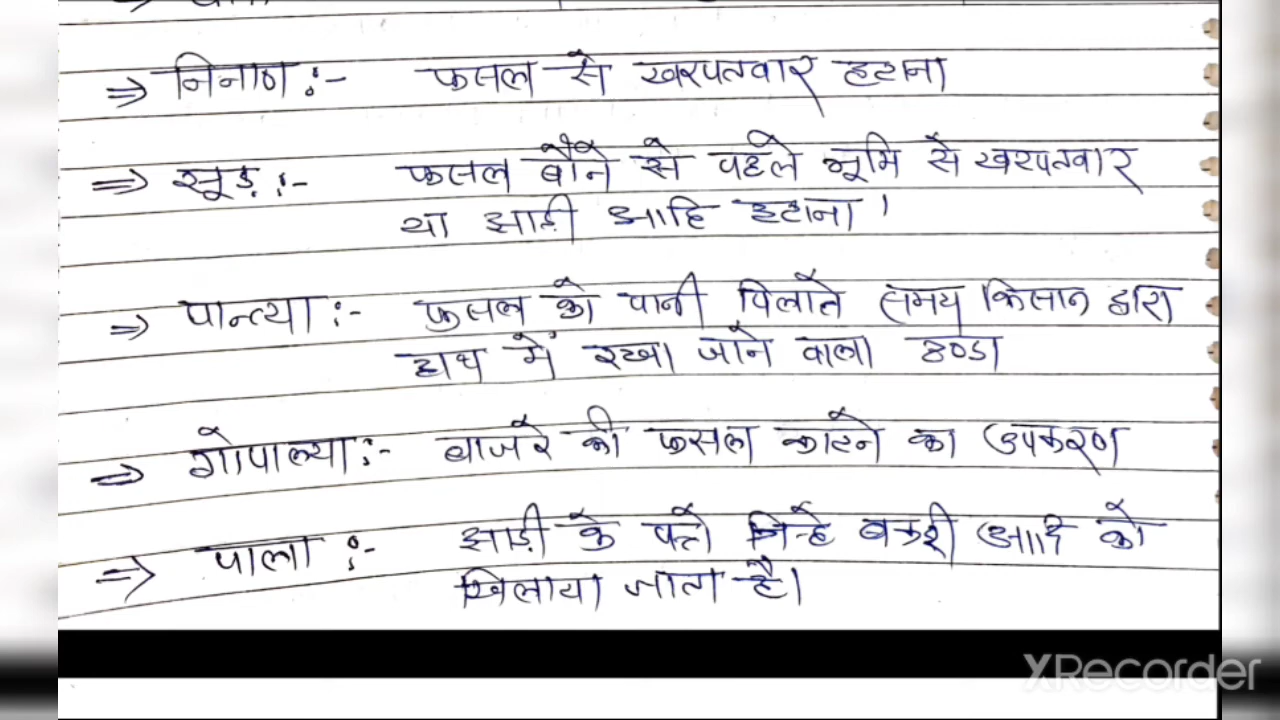 ⇒ निनाण :- फसल से खरपतवार हटाना
⇒ सूड़ :- फसल बौने से पहले भूमि से खरपतवार
या झाड़ी आदि हटाना।
⇒ पान्त्या :- फसल को पानी पिलाते समय किसान द्वारा
हाथ में रखा जाने वाला डण्डा
⇒ गोपाल्या :- बाजरे की फसल काटने का उपकरण
⇒ पाला :- झाड़ी के पत्ते जिन्हे बकरी आदि को
खिलाया जाता है।
XRecorder